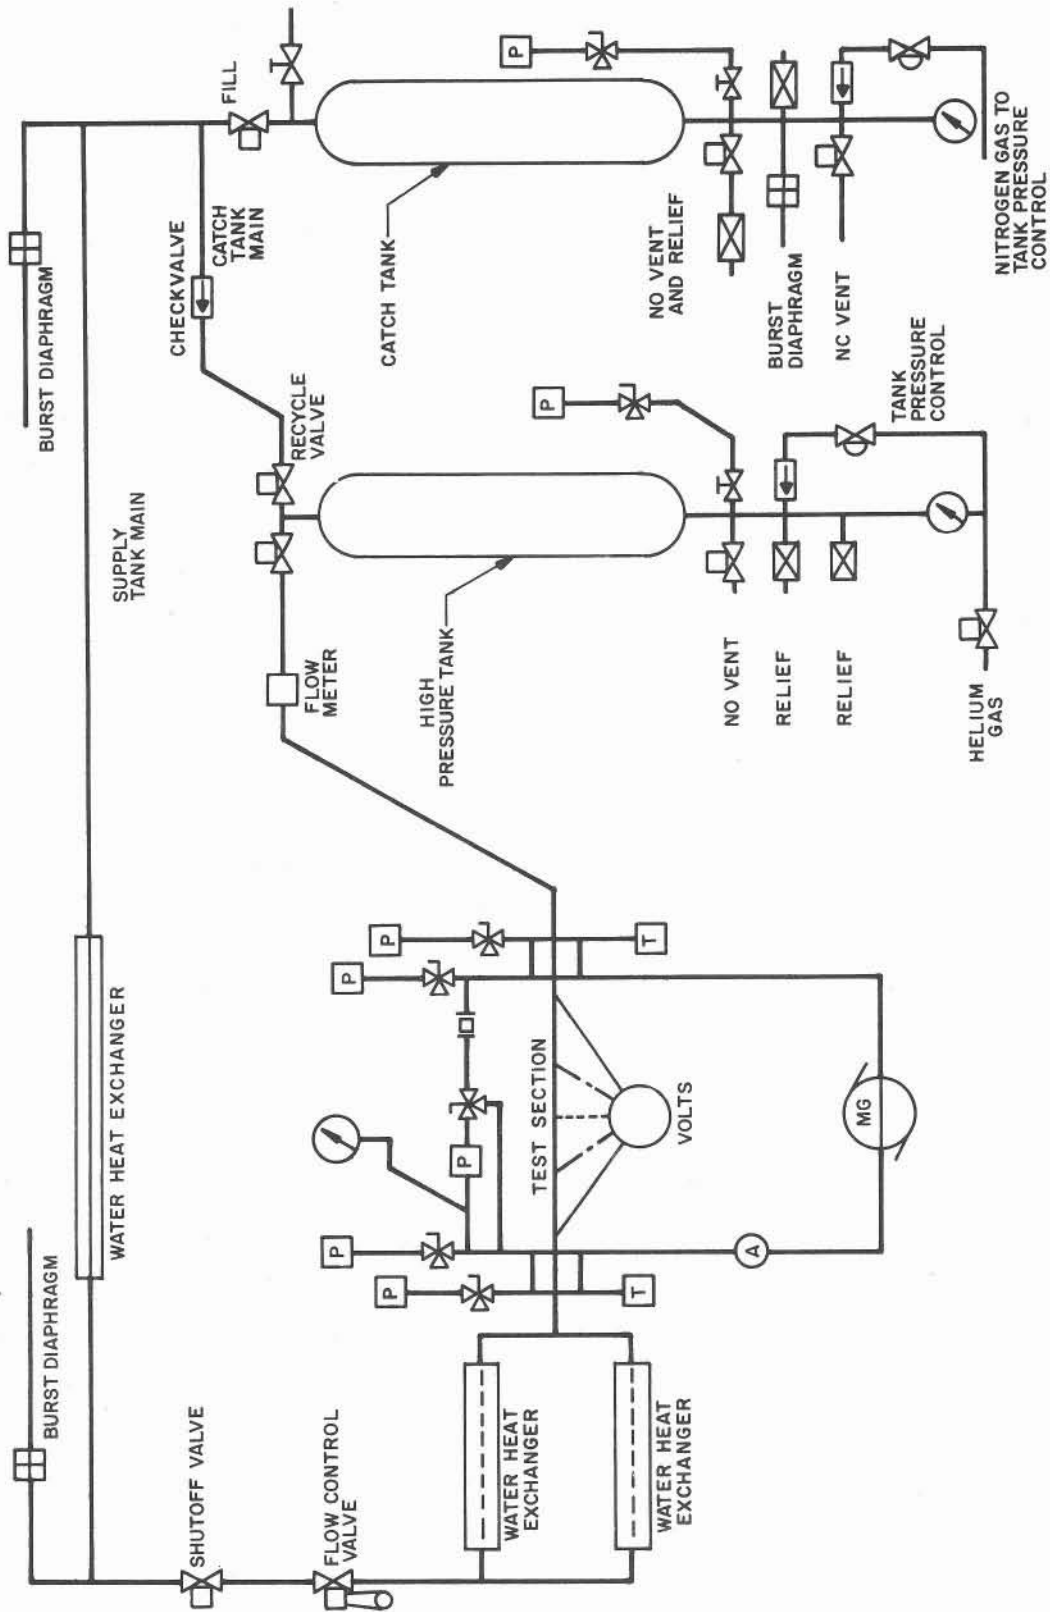 BURST DIAPHRAGM
BURST DIAPHRAGM
WATER HEAT EXCHANGER
SUPPLY
TANK MAIN
SHUTOFF VALVE
CHECKVALVE
CATCH
TANK
MAIN
FILL
FLOW CONTROL
VALVE
FLOW
METER
RECYCLE
VALVE
P
P
P
P
P
WATER HEAT
EXCHANGER
TEST SECTION
HIGH
PRESSURE TANK
CATCH TANK
P
P
WATER HEAT
EXCHANGER
T
T
VOLTS
A
MG
NO VENT
RELIEF
RELIEF
NO VENT
AND RELIEF
BURST
DIAPHRAGM
NC VENT
TANK
PRESSURE
CONTROL
HELIUM
GAS
NITROGEN GAS TO
TANK PRESSURE
CONTROL